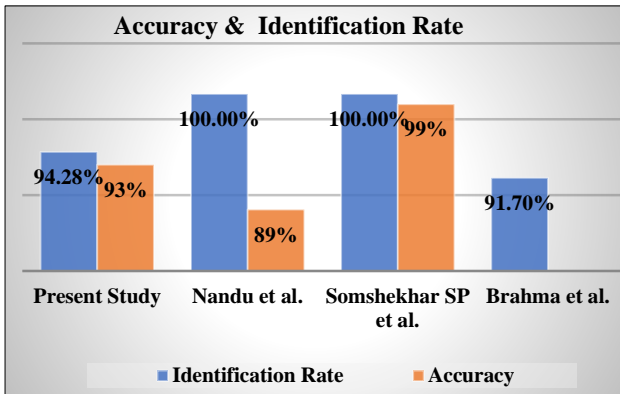 Accuracy & Identification Rate
94.28%
93%
100.00%
89%
100.00%
99%
91.70%
Present Study
Nandu et al.
Somshekhar SP
et al.
Brahma et al.
Identification Rate
Accuracy